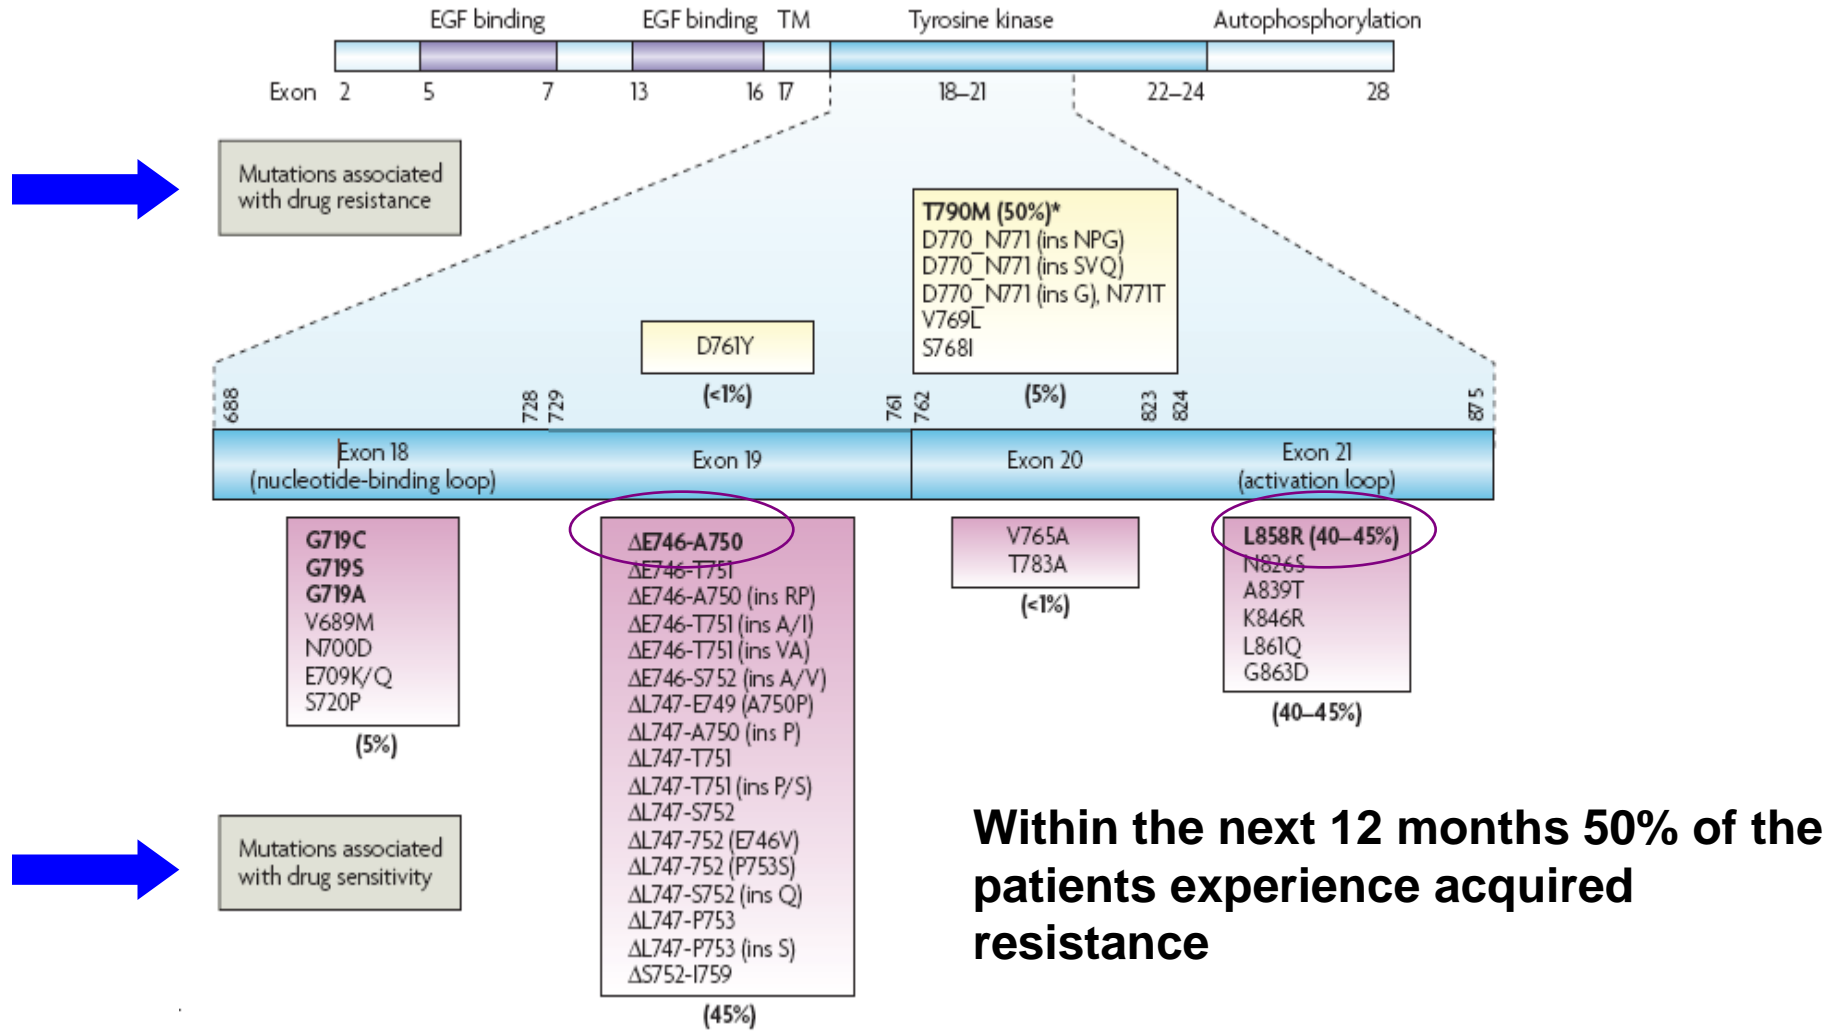 EGF binding EGF binding TM Tyrosine kinase Autophosphorylation
Exon 2 5 7 13 16 17 18–21 22–24 28
Mutations associated
with drug resistance
T790M (50%)*
D770_N771 (ins NPG)
D770_N771 (ins SVQ)
D770_N771 (ins G), N771T
V769L
S768I
(5%)
D761Y
(<1%)
688 728 729 761 762 823 824 875
Exon 18
(nucleotide-binding loop)
Exon 19
Exon 20
Exon 21
(activation loop)
G719C
G719S
G719A
V689M
N700D
E709K/Q
S720P
(5%)
ΔE746-A750
ΔE746-T751
ΔE746-A750 (ins RP)
ΔE746-T751 (ins A/I)
ΔE746-T751 (ins VA)
ΔE746-S752 (ins A/V)
ΔL747-E749 (A750P)
ΔL747-A750 (ins P)
ΔL747-T751
ΔL747-T751 (ins P/S)
ΔL747-S752
ΔL747-752 (E746V)
ΔL747-752 (P753S)
ΔL747-S752 (ins Q)
ΔL747-P753
ΔL747-P753 (ins S)
ΔS752-I759
(45%)
V765A
T783A
(<1%)
L858R (40–45%)
N826S
A839T
K846R
L861Q
G863D
(40–45%)
Mutations associated
with drug sensitivity
Within the next 12 months 50% of the
patients experience acquired
resistance